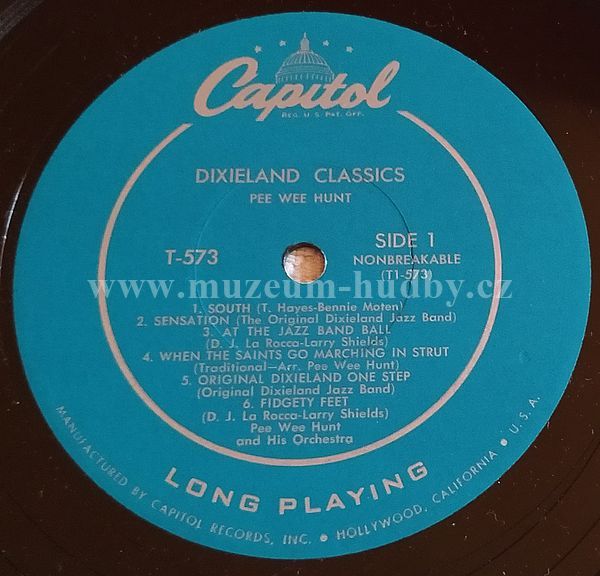 Capitol
REG. U.S. PAT. OFF.
DIXIELAND CLASSICS
PEE WEE HUNT
T-573
SIDE 1
NONBREAKABLE
(T1-573)
www.muzeum-hudby.cz
1. SOUTH (T. Hayes-Bennie Moten)
2. SENSATION (The Original Dixieland Jazz Band)
3. AT THE JAZZ BAND BALL
(D. J. La Rocca-Larry Shields)
4. WHEN THE SAINTS GO MARCHING IN STRUT
(Traditional—Arr. Pee Wee Hunt)
5. ORIGINAL DIXIELAND ONE STEP
(Original Dixieland Jazz Band)
6. FIDGETY FEET
(D. J. La Rocca-Larry Shields)
Pee Wee Hunt
and His Orchestra
LONG PLAYING
MANUFACTURED BY CAPITOL RECORDS, INC. • HOLLYWOOD, CALIFORNIA • U.S.A.